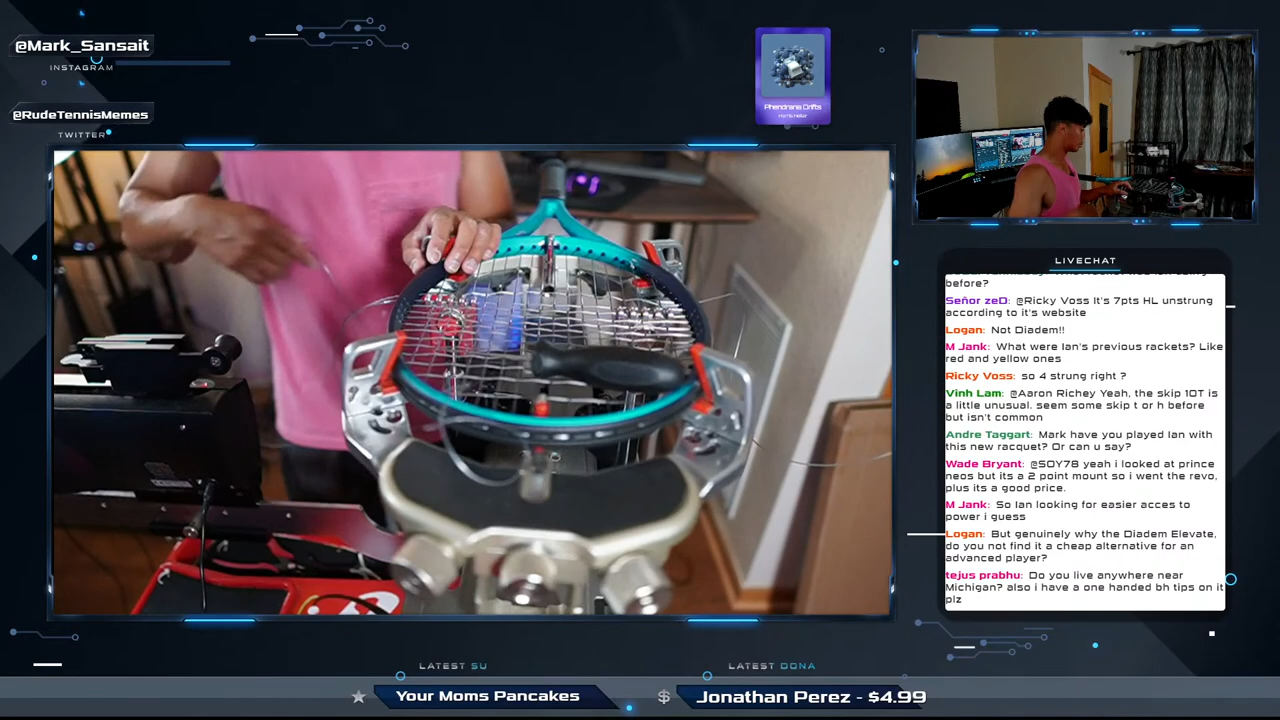 @Mark_Sansait
INSTAGRAM
@RudeTennisMemes
TWITTER
Phendrana Drifts
LIVECHAT
before?
Señor zeD: @Ricky Voss It's 7pts HL unstrung
according to it's website
Logan: Not Diadem!!
M Jank: What were Ian's previous rackets? Like
red and yellow ones
Ricky Voss: so 4 strung right ?
Vinh Lam: @Aaron Richey Yeah, the skip 10T is
a little unusual. seem some skip t or h before
but isn't common
Andre Taggart: Mark have you played Ian with
this new racquet? Or can u say?
Wade Bryant: @SOY78 yeah i looked at prince
neos but its a 2 point mount so i went the revo,
plus its a good price.
M Jank: So Ian looking for easier acces to
power i guess
Logan: But genuinely why the Diadem Elevate,
do you not find it a cheap alternative for an
advanced player?
tejus prabhu: Do you live anywhere near
Michigan? also i have a one handed bh tips on it
plz
LATEST SU
Your Moms Pancakes
LATEST DONA
$ Jonathan Perez - $4.99